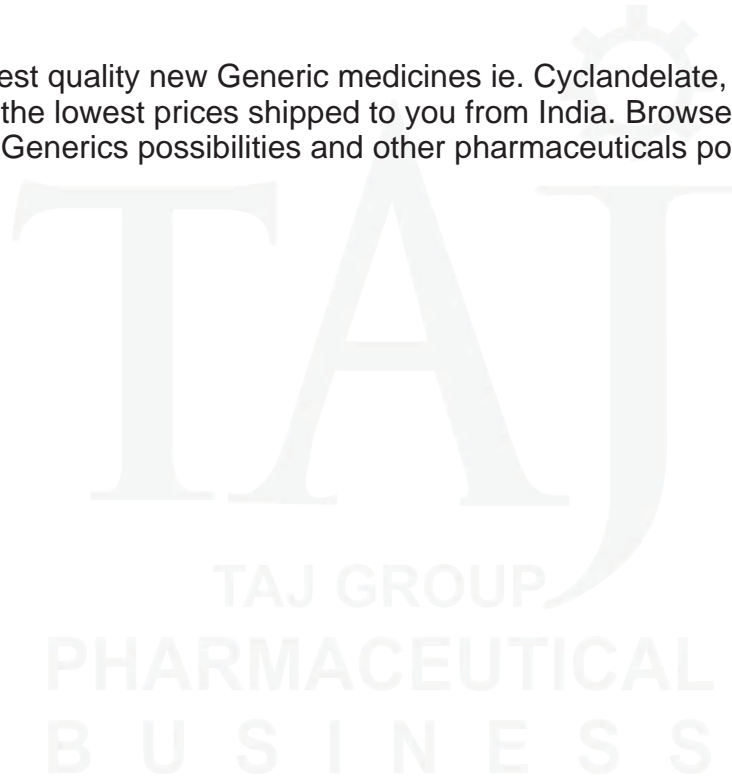 est quality new Generic medicines ie. Cyclandelate,
the lowest prices shipped to you from India. Browse
Generics possibilities and other pharmaceuticals po
TAJ
TAJ GROUP
PHARMACEUTICAL
BUSINESS